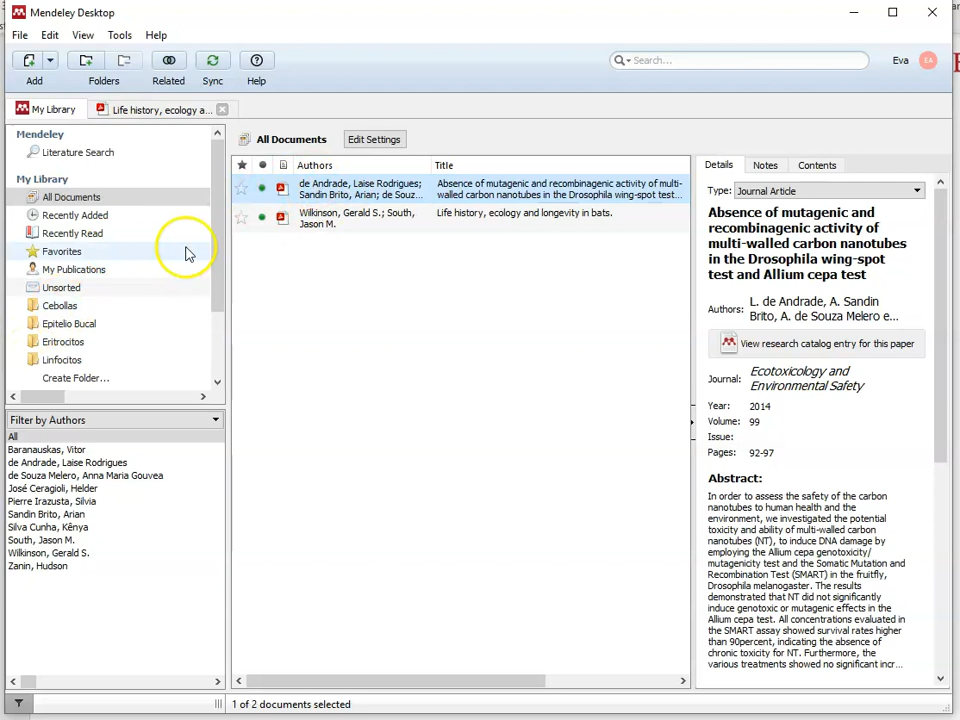 Mendeley Desktop
File Edit View Tools Help
Add Folders Related Sync Help
Search...
Eva EA
My Library
Life history, ecology a...
Mendeley
Literature Search
My Library
All Documents
Recently Added
Recently Read
Favorites
My Publications
Unsorted
Cebollas
Epitelio Bucal
Eritrocitos
Linfocitos
Create Folder...
Filter by Authors
All
Baranauskas, Vitor
de Andrade, Laise Rodrigues
de Souza Melero, Anna Maria Gouvea
José Ceragioli, Helder
Pierre Irazusta, Silvia
Sandin Brito, Arian
Silva Cunha, Kênya
South, Jason M.
Wilkinson, Gerald S.
Zanin, Hudson
All Documents Edit Settings
Authors Title
de Andrade, Laise Rodrigues; Absence of mutagenic and recombinagenic activity of multi-
Sandin Brito, Arian; de Souz... walled carbon nanotubes in the Drosophila wing-spot test...
Wilkinson, Gerald S.; South, Life history, ecology and longevity in bats.
Jason M.
Details Notes Contents
Type: Journal Article
Absence of mutagenic and
recombinagenic activity of
multi-walled carbon nanotubes
in the Drosophila wing-spot
test and Allium cepa test
Authors: L. de Andrade, A. Sandin
Brito, A. de Souza Melero e...
View research catalog entry for this paper
Journal: Ecotoxicology and
Environmental Safety
Year: 2014
Volume: 99
Issue:
Pages: 92-97
Abstract:
In order to assess the safety of the carbon
nanotubes to human health and the
environment, we investigated the potential
toxicity and ability of multi-walled carbon
nanotubes (NT), to induce DNA damage by
employing the Allium cepa genotoxicity/
mutagenicity test and the Somatic Mutation and
Recombination Test (SMART) in the fruitfly,
Drosophila melanogaster. The results
demonstrated that NT did not significantly
induce genotoxic or mutagenic effects in the
Allium cepa test. All concentrations evaluated in
the SMART assay showed survival rates higher
than 90percent, indicating the absence of
chronic toxicity for NT. Furthermore, the
various treatments showed no significant incr...
1 of 2 documents selected